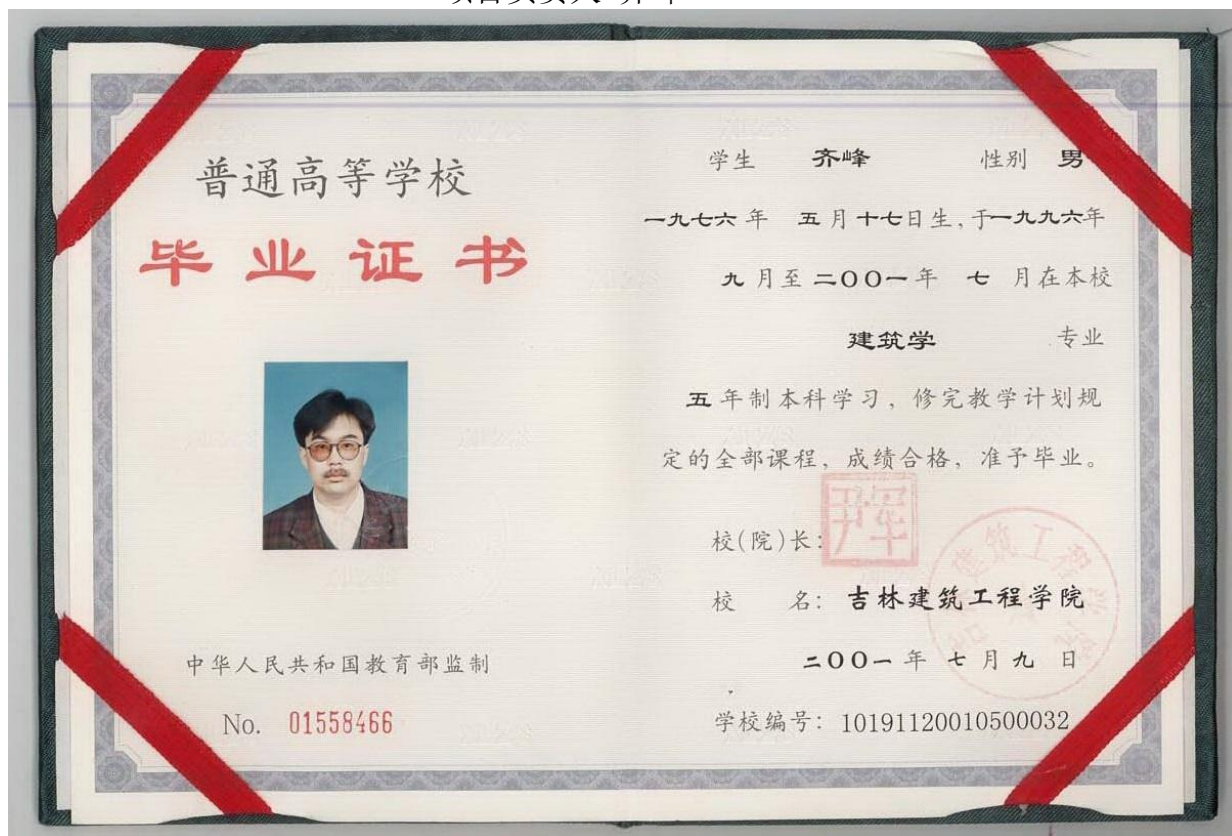 普通高等学校
毕业证书
中华人民共和国教育部监制
No. 01558466
学生 齐峰 性别 男
一九七六年 五月十七日生,于一九九六年
九月至二〇〇一年 七 月在本校
建筑学 专业
五年制本科学习，修完教学计划规
定的全部课程，成绩合格，准予毕业。
校(院)长:
校 名: 吉林建筑工程学院
二〇〇一年 七月九 日
学校编号: 10191120010500032